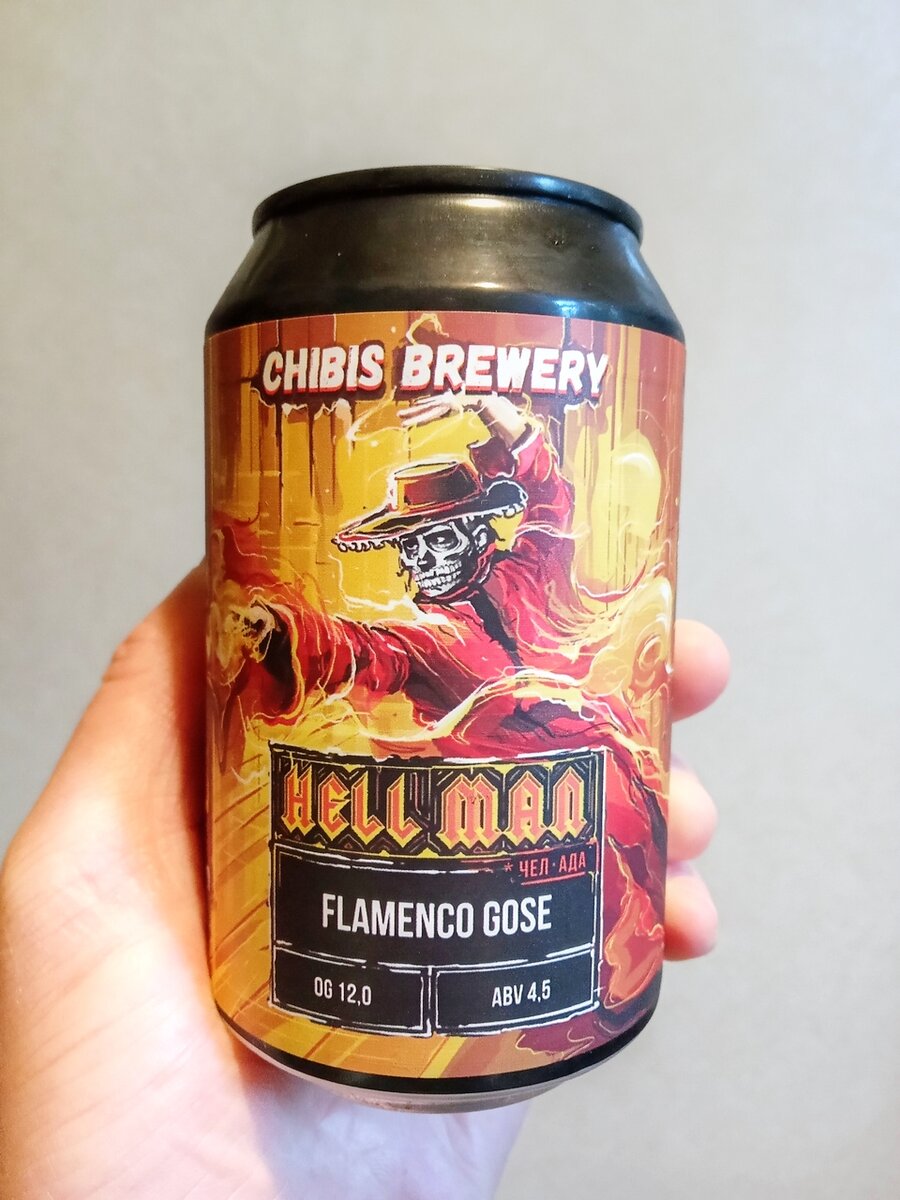 CHIBIS BREWERY
HELL MAN
* ЧЕЛ·АДА
FLAMENCO GOSE
OG 12,0
ABV 4,5